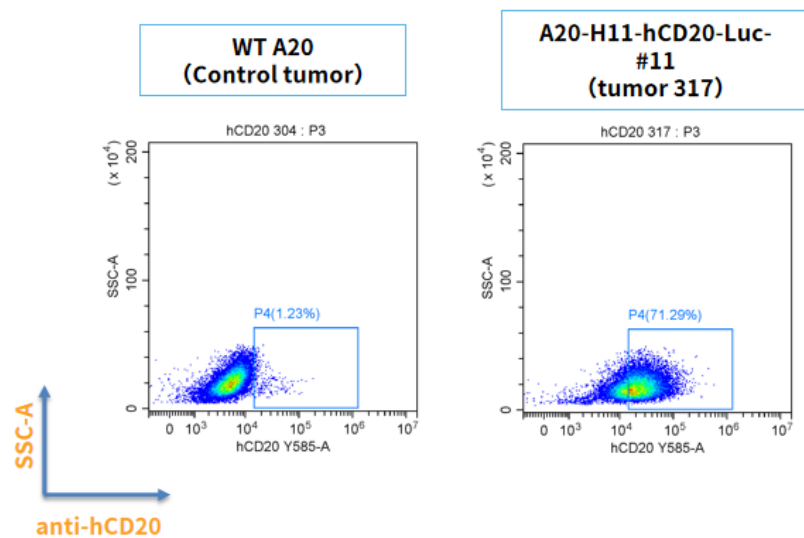 WT A20
（Control tumor）
A20-H11-hCD20-Luc-
#11
（tumor 317）
hCD20 304 : P3
(x 10⁴)
200
100
0
SSC-A
P4(1.23%)
0 10³ 10⁴ 10⁵ 10⁶ 10⁷
hCD20 Y585-A
hCD20 317 : P3
(x 10⁴)
200
100
0
SSC-A
P4(71.29%)
0 10³ 10⁴ 10⁵ 10⁶ 10⁷
hCD20 Y585-A
SSC-A
anti-hCD20